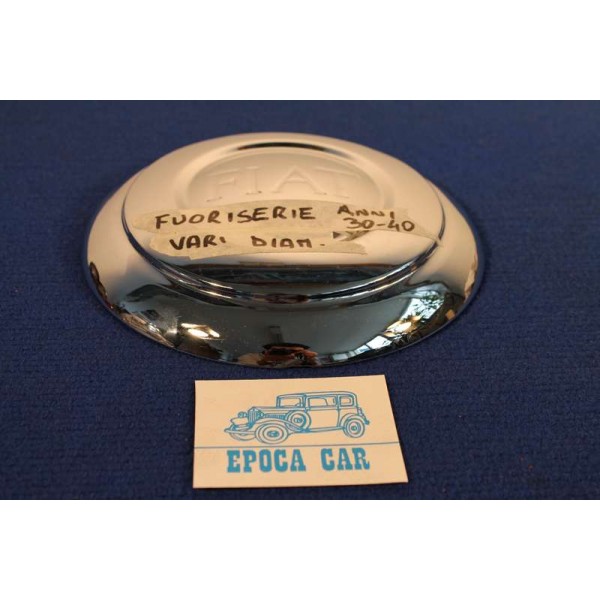 FIAT
FUORISERIE ANNI
30-40
VARI DIAM.
EPOCA CAR